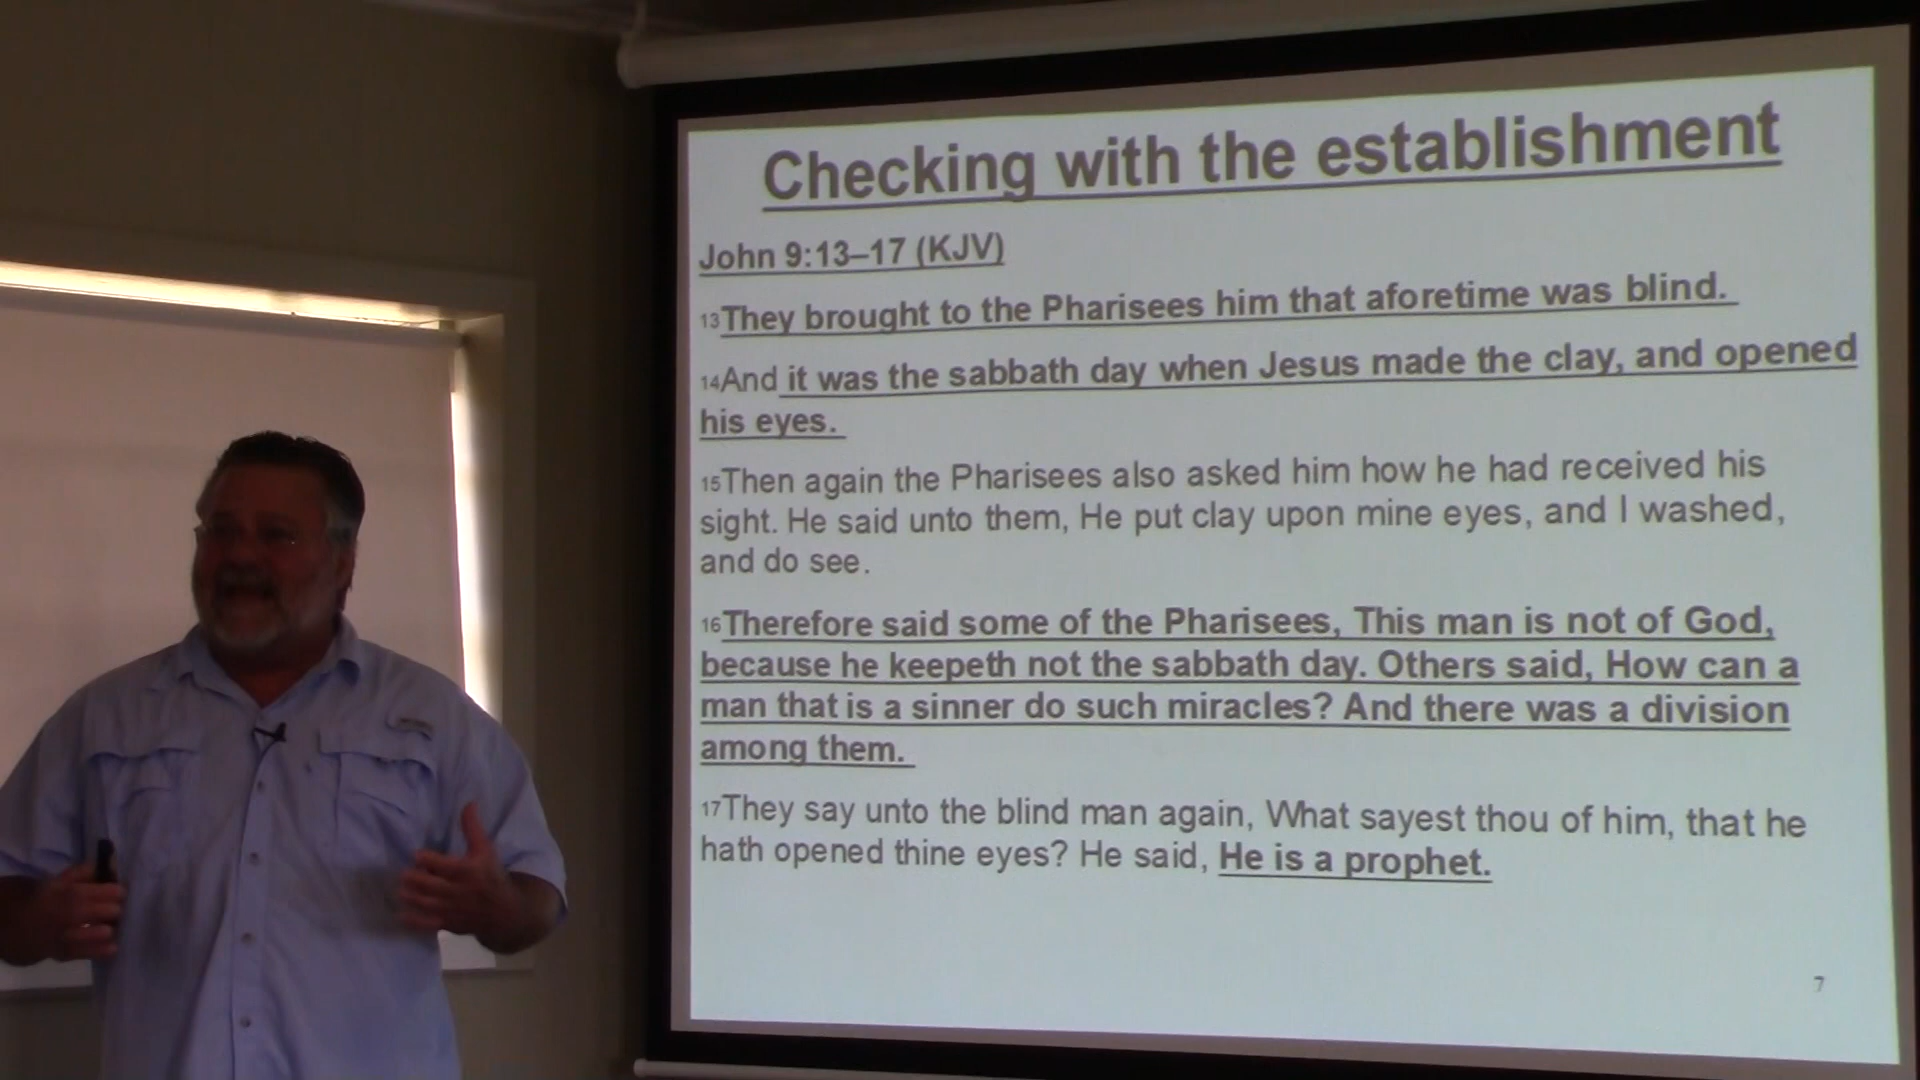 Checking with the establishment
John 9:13–17 (KJV)
13They brought to the Pharisees him that aforetime was blind.
14And it was the sabbath day when Jesus made the clay, and opened
his eyes.
15Then again the Pharisees also asked him how he had received his
sight. He said unto them, He put clay upon mine eyes, and I washed,
and do see.
16Therefore said some of the Pharisees, This man is not of God,
because he keepeth not the sabbath day. Others said, How can a
man that is a sinner do such miracles? And there was a division
among them.
17They say unto the blind man again, What sayest thou of him, that he
hath opened thine eyes? He said, He is a prophet.
7